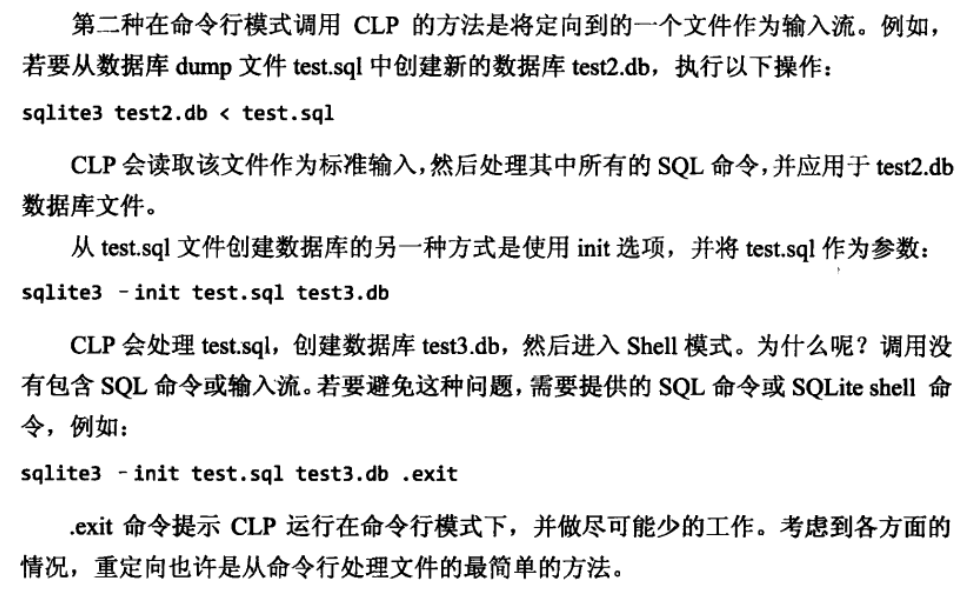 第二种在命令行模式调用 CLP 的方法是将定向到的一个文件作为输入流。例如，
若要从数据库 dump 文件 test.sql 中创建新的数据库 test2.db，执行以下操作：
sqlite3 test2.db < test.sql
CLP 会读取该文件作为标准输入，然后处理其中所有的 SQL 命令，并应用于 test2.db
数据库文件。
从 test.sql 文件创建数据库的另一种方式是使用 init 选项，并将 test.sql 作为参数：
sqlite3 –init test.sql test3.db
CLP 会处理 test.sql，创建数据库 test3.db，然后进入 Shell 模式。为什么呢？调用没
有包含 SQL 命令或输入流。若要避免这种问题，需要提供的 SQL 命令或 SQLite shell 命
令，例如：
sqlite3 –init test.sql test3.db .exit
.exit 命令提示 CLP 运行在命令行模式下，并做尽可能少的工作。考虑到各方面的
情况，重定向也许是从命令行处理文件的最简单的方法。